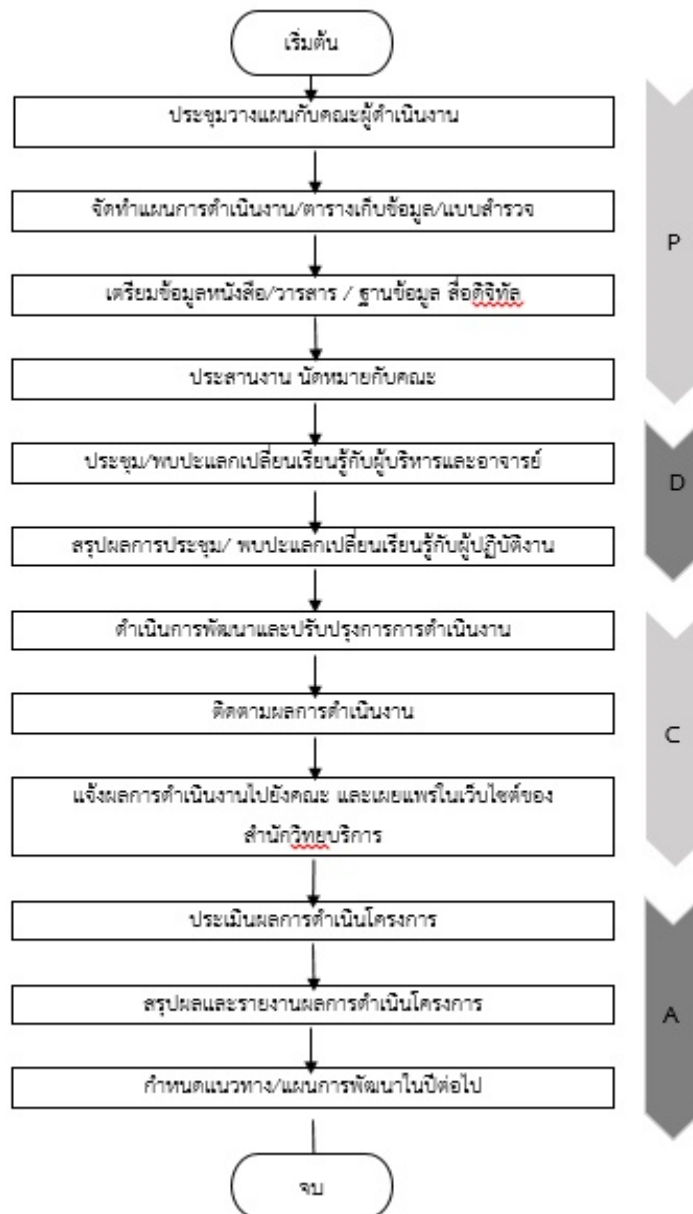 เริ่มต้น
ประชุมวางแผนกับคณะผู้ดำเนินงาน
จัดทำแผนการดำเนินงาน/ตารางเก็บข้อมูล/แบบสำรวจ
P
เตรียมข้อมูลหนังสือ/วารสาร / ฐานข้อมูล สื่อดิจิทัล
ประสานงาน นัดหมายกับคณะ
ประชุม/พบปะแลกเปลี่ยนเรียนรู้กับผู้บริหารและอาจารย์
D
สรุปผลการประชุม/ พบปะแลกเปลี่ยนเรียนรู้กับผู้ปฏิบัติงาน
ดำเนินการพัฒนาและปรับปรุงการการดำเนินงาน
ติดตามผลการดำเนินงาน
C
แจ้งผลการดำเนินงานไปยังคณะ และเผยแพร่ในเว็บไซต์ของ
สำนักวิทยบริการ
ประเมินผลการดำเนินโครงการ
สรุปผลและรายงานผลการดำเนินโครงการ
A
กำหนดแนวทาง/แผนการพัฒนาในปีต่อไป
จบ